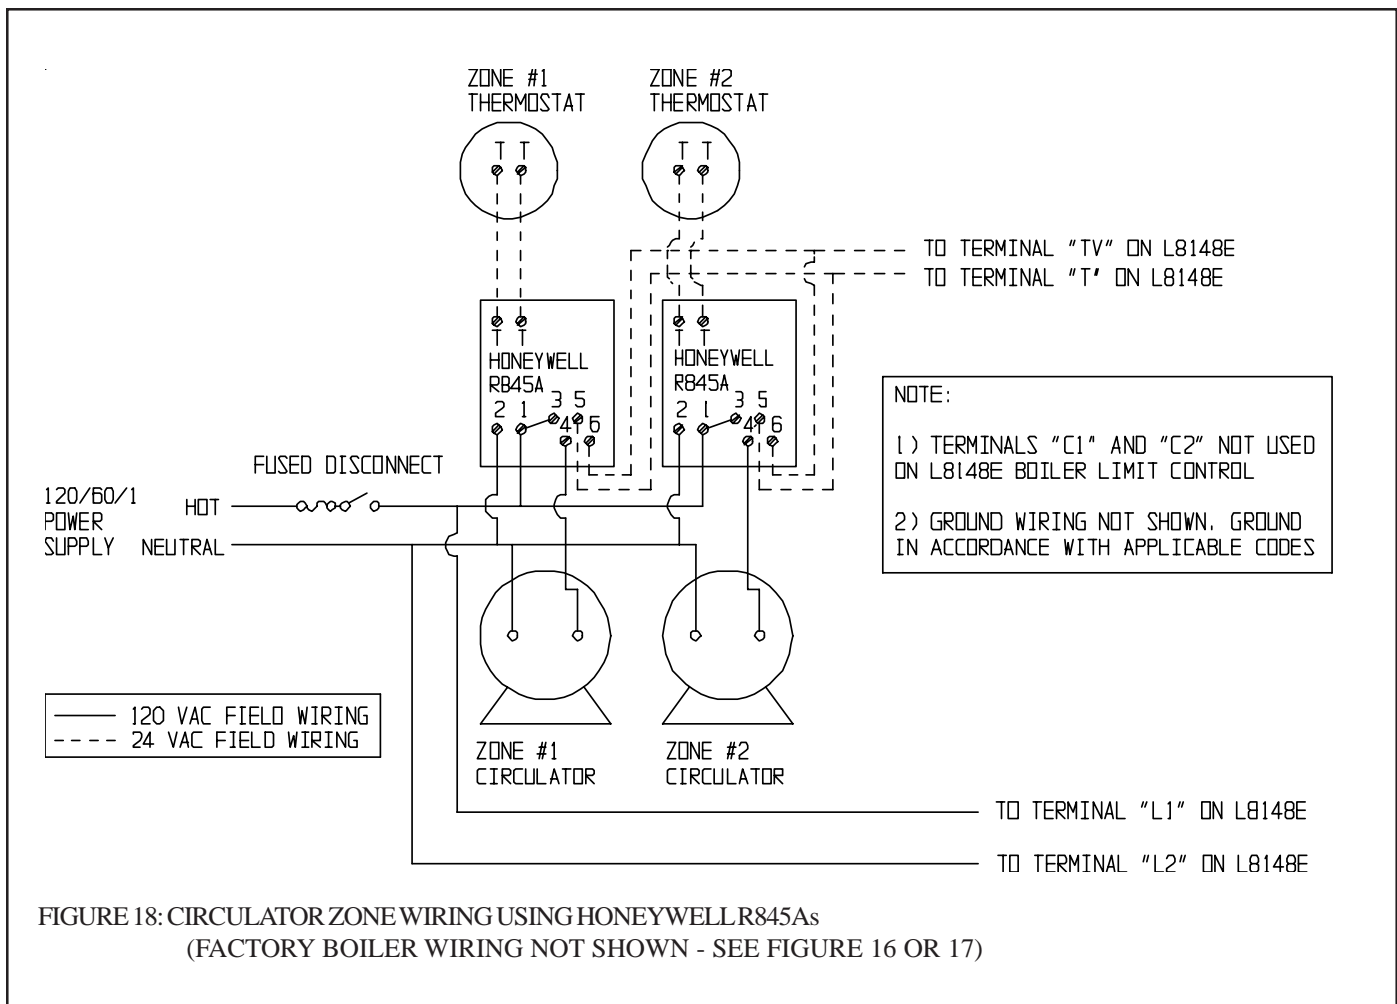 ZONE #1
THERMOSTAT
ZONE #2
THERMOSTAT
T T
T T
TO TERMINAL "TV" ON L8148E
TO TERMINAL "T' ON L8148E
T T
HONEYWELL
RB45A
2 1 3 5
4 6
T T
HONEYWELL
R845A
2 1 3 5
4 6
NOTE:
1) TERMINALS "C1" AND "C2" NOT USED
ON L8148E BOILER LIMIT CONTROL
2) GROUND WIRING NOT SHOWN. GROUND
IN ACCORDANCE WITH APPLICABLE CODES
FUSED DISCONNECT
120/60/1
POWER
SUPPLY
HOT
NEUTRAL
120 VAC FIELD WIRING
24 VAC FIELD WIRING
ZONE #1
CIRCULATOR
ZONE #2
CIRCULATOR
TO TERMINAL "L1" ON L8148E
TO TERMINAL "L2" ON L8148E
FIGURE 18: CIRCULATOR ZONE WIRING USING HONEYWELL R845As
(FACTORY BOILER WIRING NOT SHOWN - SEE FIGURE 16 OR 17)